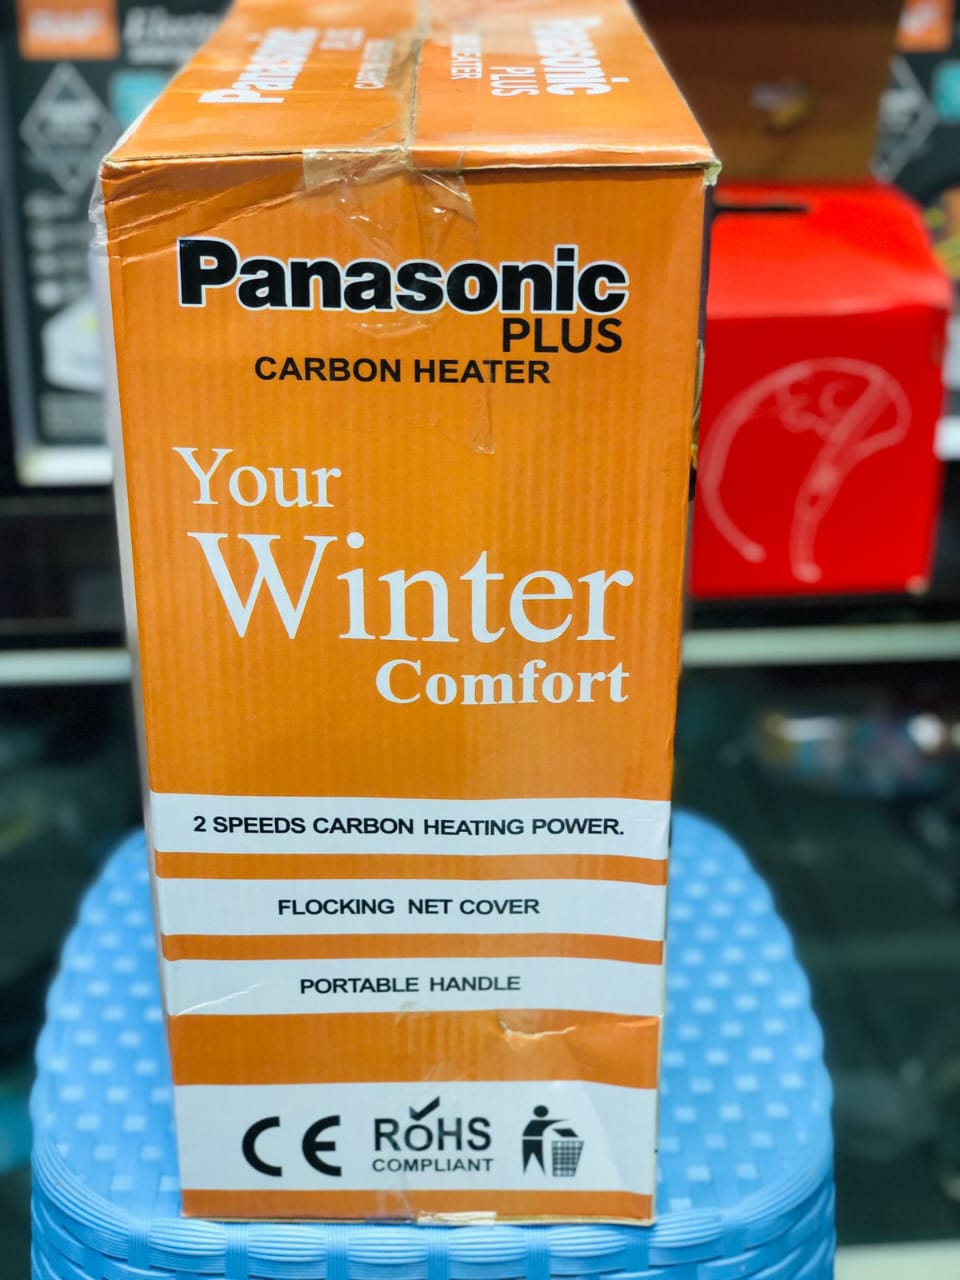 Panasonic
PLUS
HEATER
Panasonic
Panasonic
PLUS
CARBON HEATER
Your
Winter
Comfort
2 SPEEDS CARBON HEATING POWER.
FLOCKING NET COVER
PORTABLE HANDLE
CE
ROHS
COMPLIANT